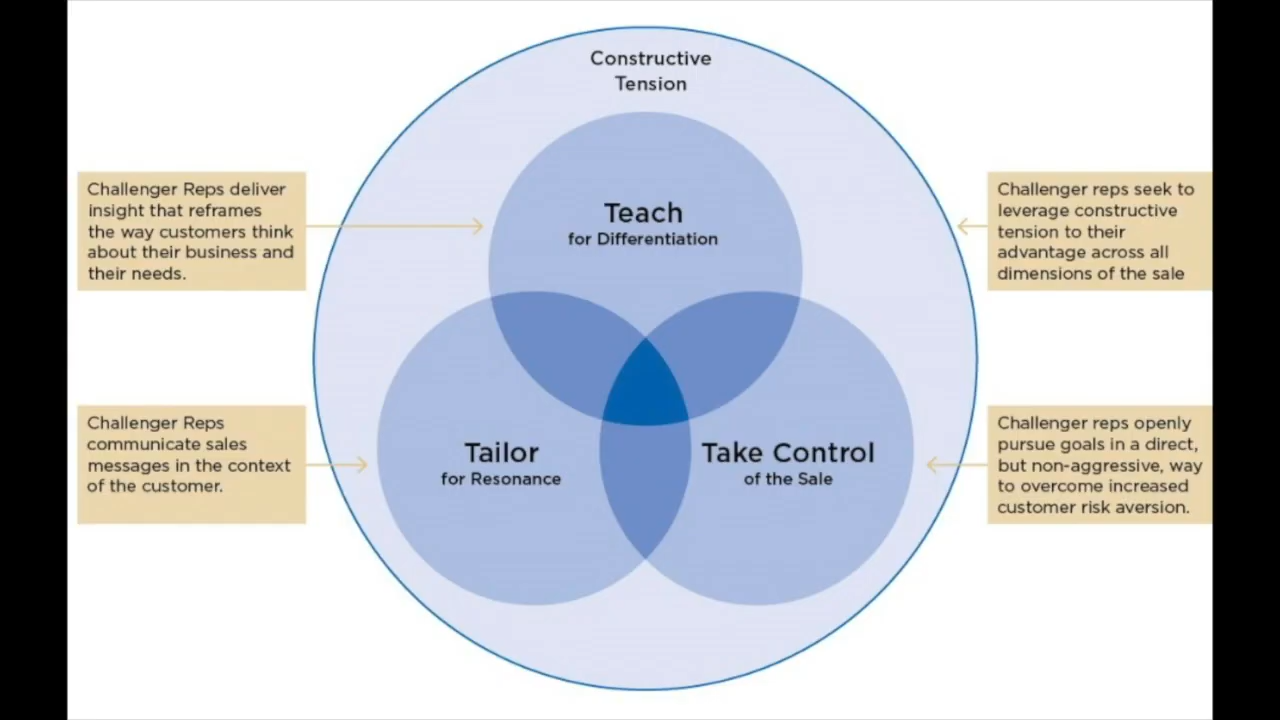 Constructive
Tension
Challenger Reps deliver
insight that reframes
the way customers think
about their business and
their needs.
Teach
for Differentiation
Challenger reps seek to
leverage constructive
tension to their
advantage across all
dimensions of the sale
Challenger Reps
communicate sales
messages in the context
of the customer.
Tailor
for Resonance
Take Control
of the Sale
Challenger reps openly
pursue goals in a direct,
but non-aggressive, way
to overcome increased
customer risk aversion.